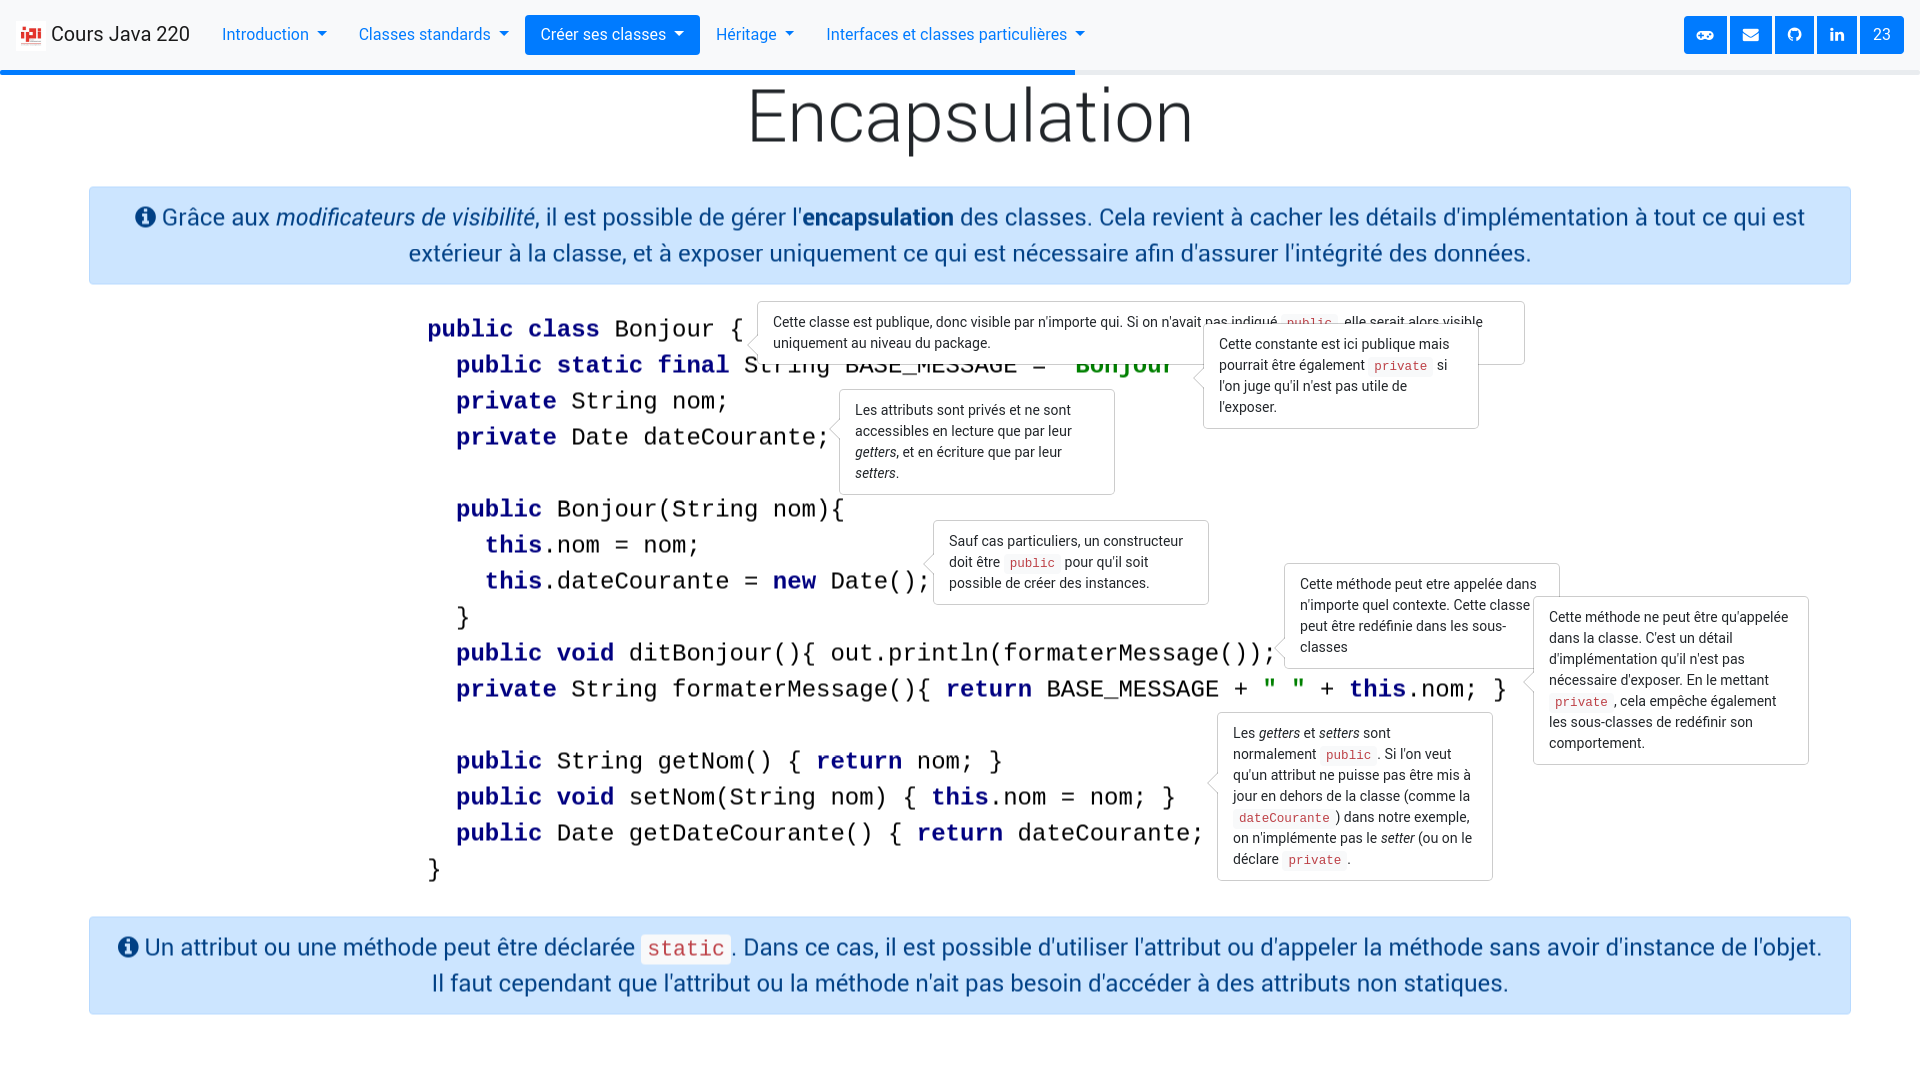 ipi Cours Java 220 Introduction Classes standards Créer ses classes Héritage Interfaces et classes particulières 23
Encapsulation
Grâce aux modificateurs de visibilité, il est possible de gérer l'encapsulation des classes. Cela revient à cacher les détails d'implémentation à tout ce qui est
extérieur à la classe, et à exposer uniquement ce qui est nécessaire afin d'assurer l'intégrité des données.
public class Bonjour {
Cette classe est publique, donc visible par n'importe qui. Si on n'avait pas indiqué public, elle serait alors visible
uniquement au niveau du package.
public static final String BASE_MESSAGE = "Bonjour
Cette constante est ici publique mais
pourrait être également private si
l'on juge qu'il n'est pas utile de
l'exposer.
private String nom;
private Date dateCourante;
Les attributs sont privés et ne sont
accessibles en lecture que par leur
getters, et en écriture que par leur
setters.
public Bonjour(String nom){
this.nom = nom;
this.dateCourante = new Date();
}
Sauf cas particuliers, un constructeur
doit être public pour qu'il soit
possible de créer des instances.
public void ditBonjour(){ out.println(formaterMessage());
Cette méthode peut etre appelée dans
n'importe quel contexte. Cette classe
peut être redéfinie dans les sous-
classes
private String formaterMessage(){ return BASE_MESSAGE + " " + this.nom; }
Cette méthode ne peut être qu'appelée
dans la classe. C'est un détail
d'implémentation qu'il n'est pas
nécessaire d'exposer. En le mettant
private, cela empêche également
les sous-classes de redéfinir son
comportement.
public String getNom() { return nom; }
public void setNom(String nom) { this.nom = nom; }
public Date getDateCourante() { return dateCourante;
}
Les getters et setters sont
normalement public. Si l'on veut
qu'un attribut ne puisse pas être mis à
jour en dehors de la classe (comme la
dateCourante) dans notre exemple,
on n'implémente pas le setter (ou on le
déclare private.
Un attribut ou une méthode peut être déclarée static. Dans ce cas, il est possible d'utiliser l'attribut ou d'appeler la méthode sans avoir d'instance de l'objet.
Il faut cependant que l'attribut ou la méthode n'ait pas besoin d'accéder à des attributs non statiques.